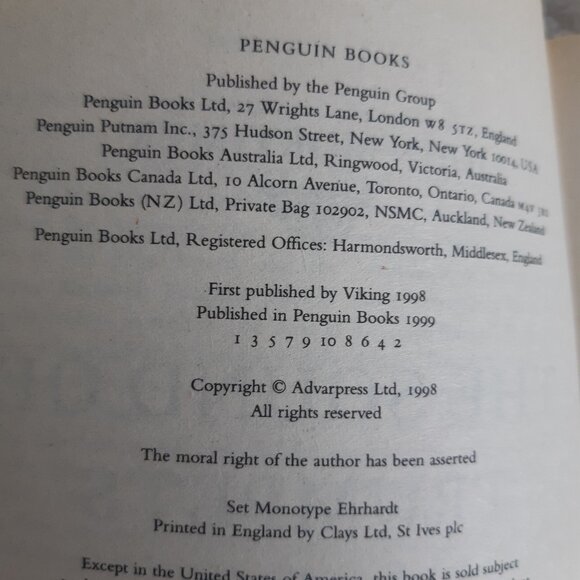 PENGUIN BOOKS
Published by the Penguin Group
Penguin Books Ltd, 27 Wrights Lane, London W8 5TZ, England
Penguin Putnam Inc., 375 Hudson Street, New York, New York 10014, USA
Penguin Books Australia Ltd, Ringwood, Victoria, Australia
Penguin Books Canada Ltd, 10 Alcorn Avenue, Toronto, Ontario, Canada M4V 3B2
Penguin Books (NZ) Ltd, Private Bag 102902, NSMC, Auckland, New Zealand
Penguin Books Ltd, Registered Offices: Harmondsworth, Middlesex, England
First published by Viking 1998
Published in Penguin Books 1999
1 3 5 7 9 10 8 6 4 2
Copyright © Advarpress Ltd, 1998
All rights reserved
The moral right of the author has been asserted
Set Monotype Ehrhardt
Printed in England by Clays Ltd, St Ives plc
Except in the United States of America, this book is sold subject